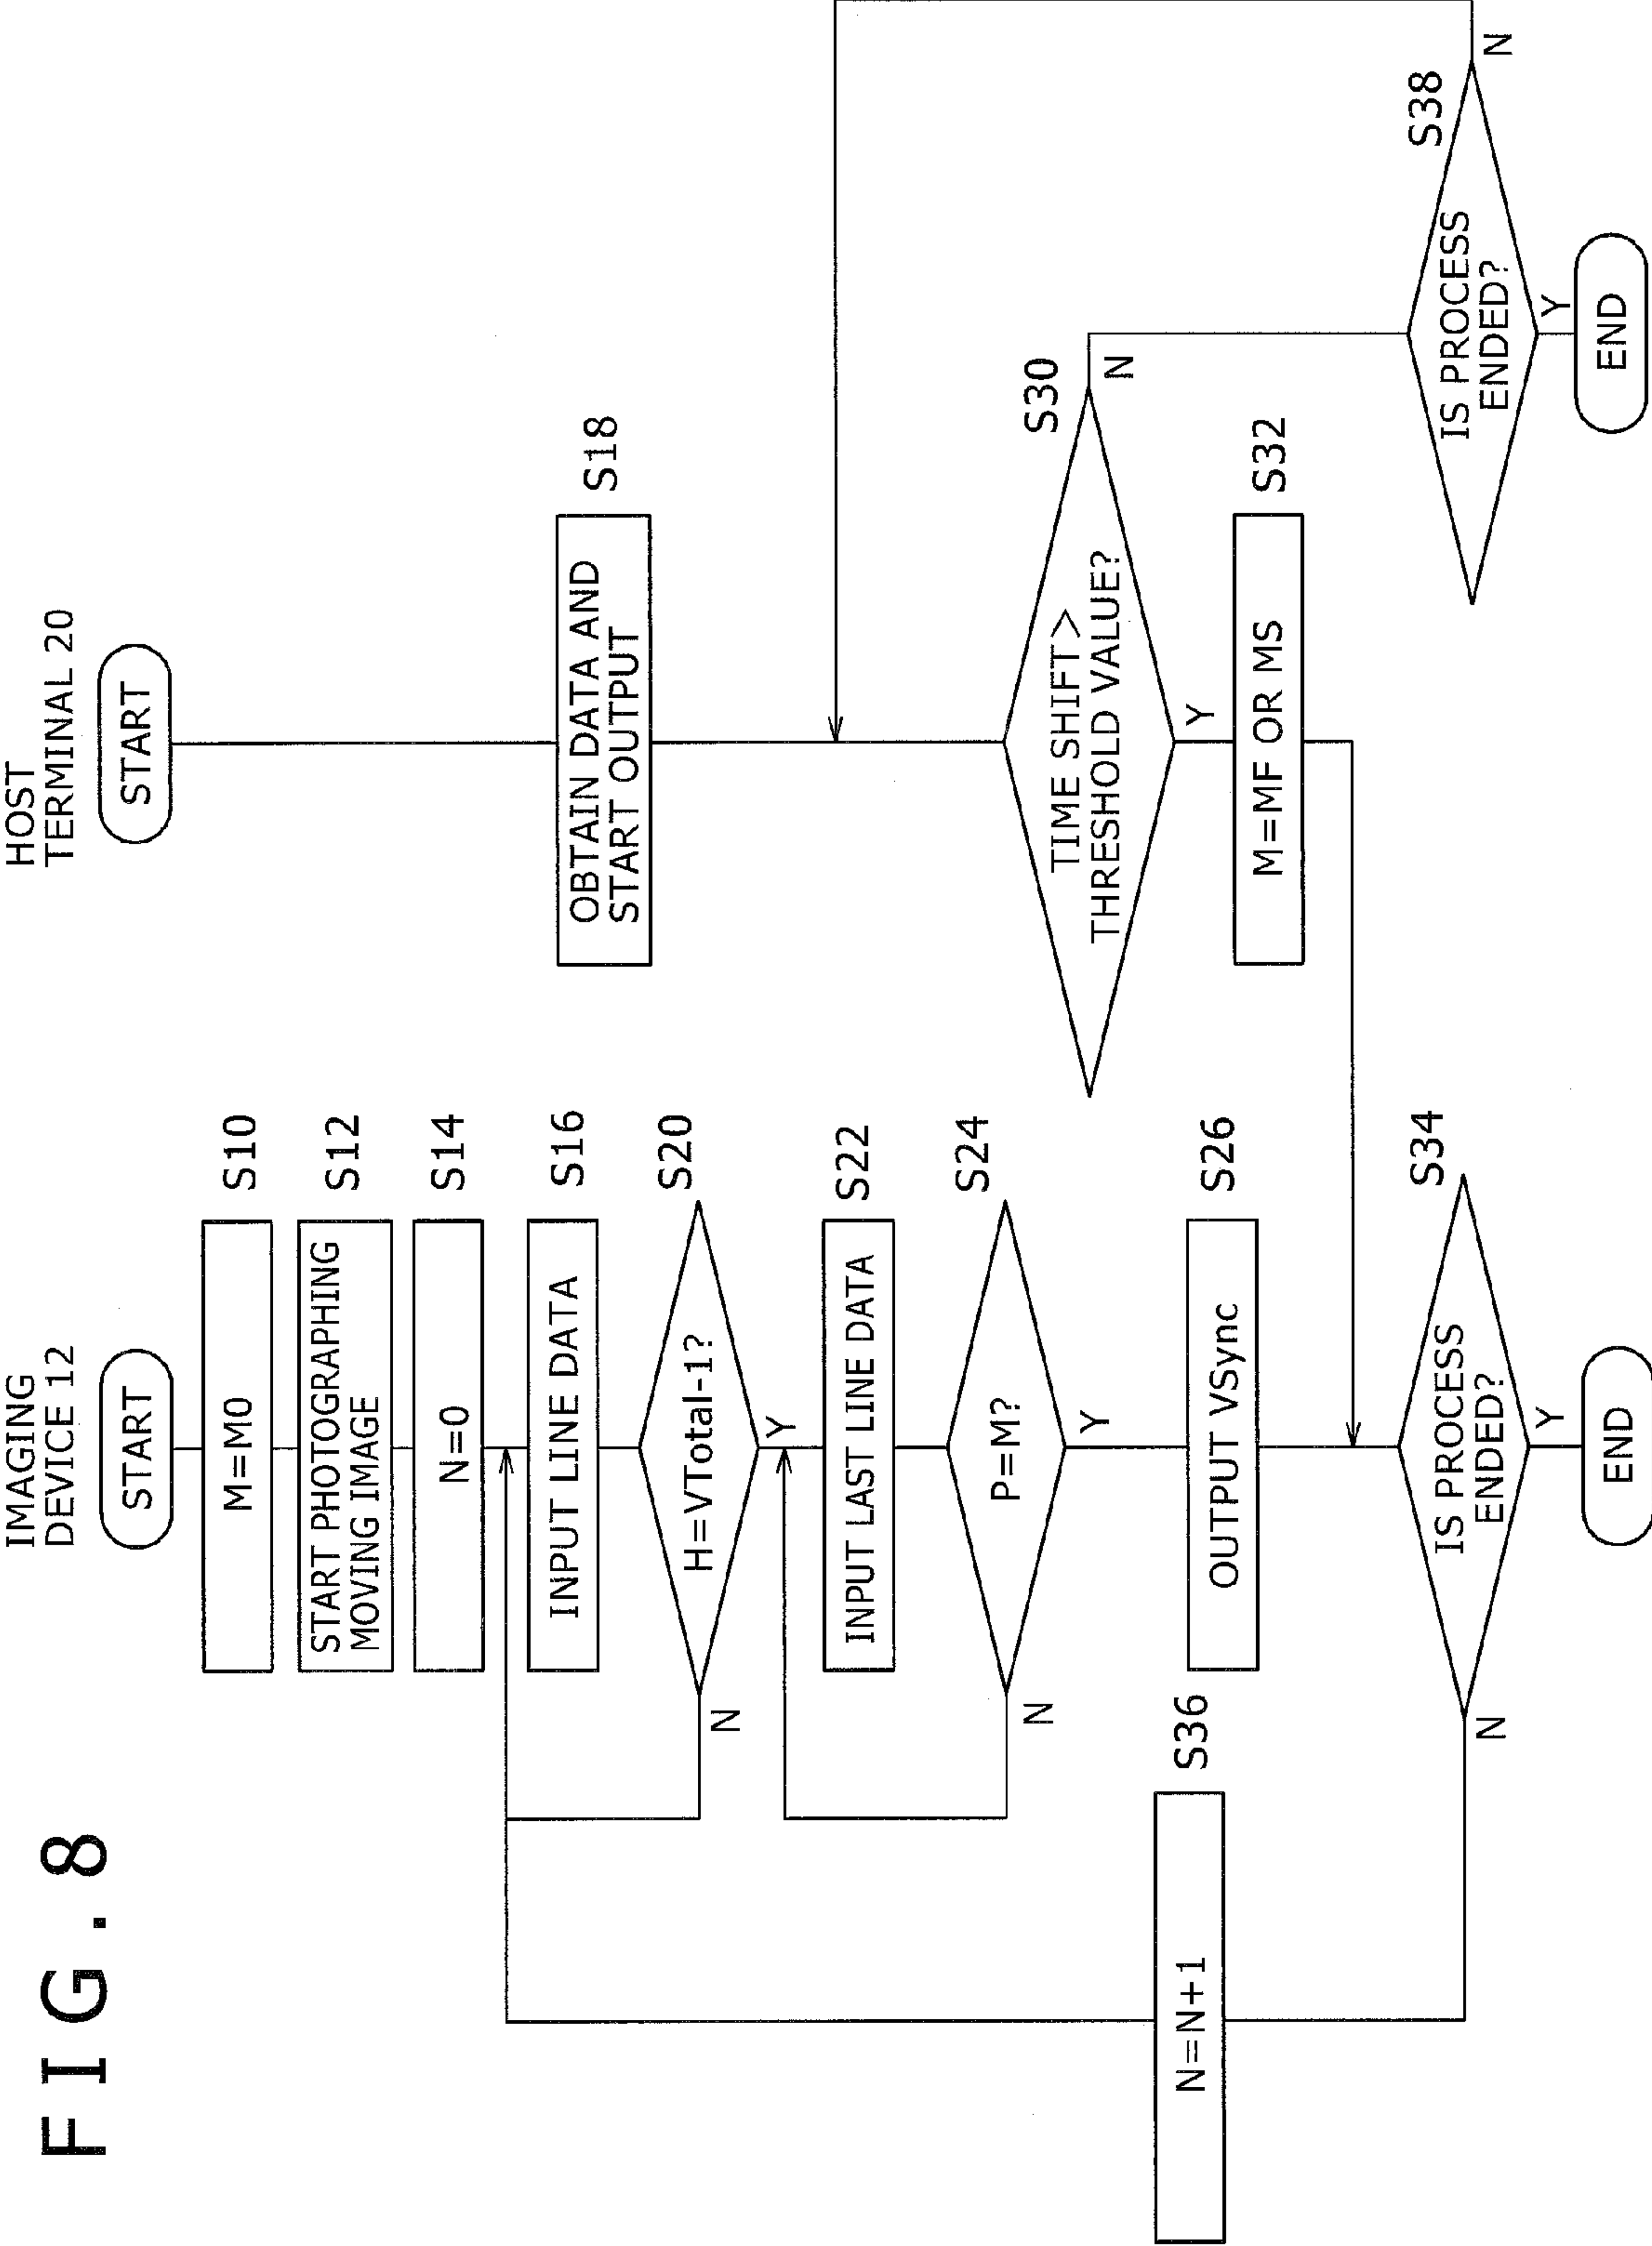 FIG. 8
IMAGING
DEVICE 12
START
M=M0
S10
START PHOTOGRAPHING
MOVING IMAGE
S12
N=0
S14
INPUT LINE DATA
S16
H=VTotal-1?
S20
N
Y
INPUT LAST LINE DATA
S22
P=M?
S24
N
Y
OUTPUT VSync
S26
IS PROCESS
ENDED?
S34
N
Y
END
N=N+1
S36
HOST
TERMINAL 20
START
OBTAIN DATA AND
START OUTPUT
S18
TIME SHIFT>
THRESHOLD VALUE?
S30
N
Y
M=MF OR MS
S32
IS PROCESS
ENDED?
S38
N
Y
END